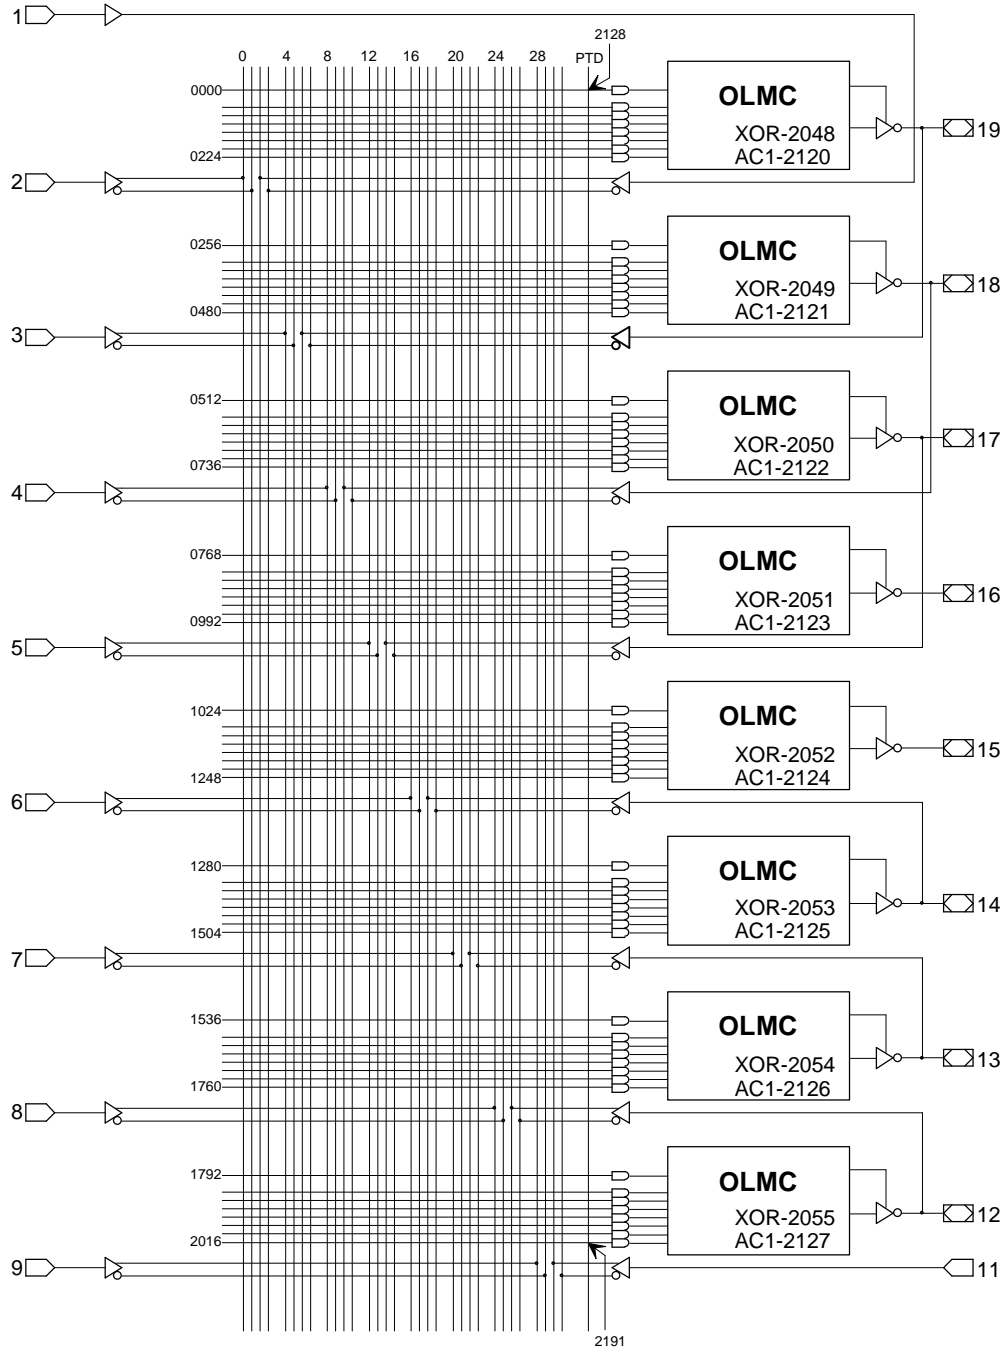 1
2128
0 4 8 12 16 20 24 28 PTD
0000
OLMC
XOR-2048
19
AC1-2120
0224
2
0256
OLMC
XOR-2049
18
AC1-2121
0480
3
0512
OLMC
XOR-2050
17
AC1-2122
0736
4
0768
OLMC
XOR-2051
16
AC1-2123
0992
5
1024
OLMC
XOR-2052
15
AC1-2124
1248
6
1280
OLMC
XOR-2053
14
AC1-2125
1504
7
1536
OLMC
XOR-2054
13
AC1-2126
1760
8
1792
OLMC
XOR-2055
12
AC1-2127
2016
9
11
2191